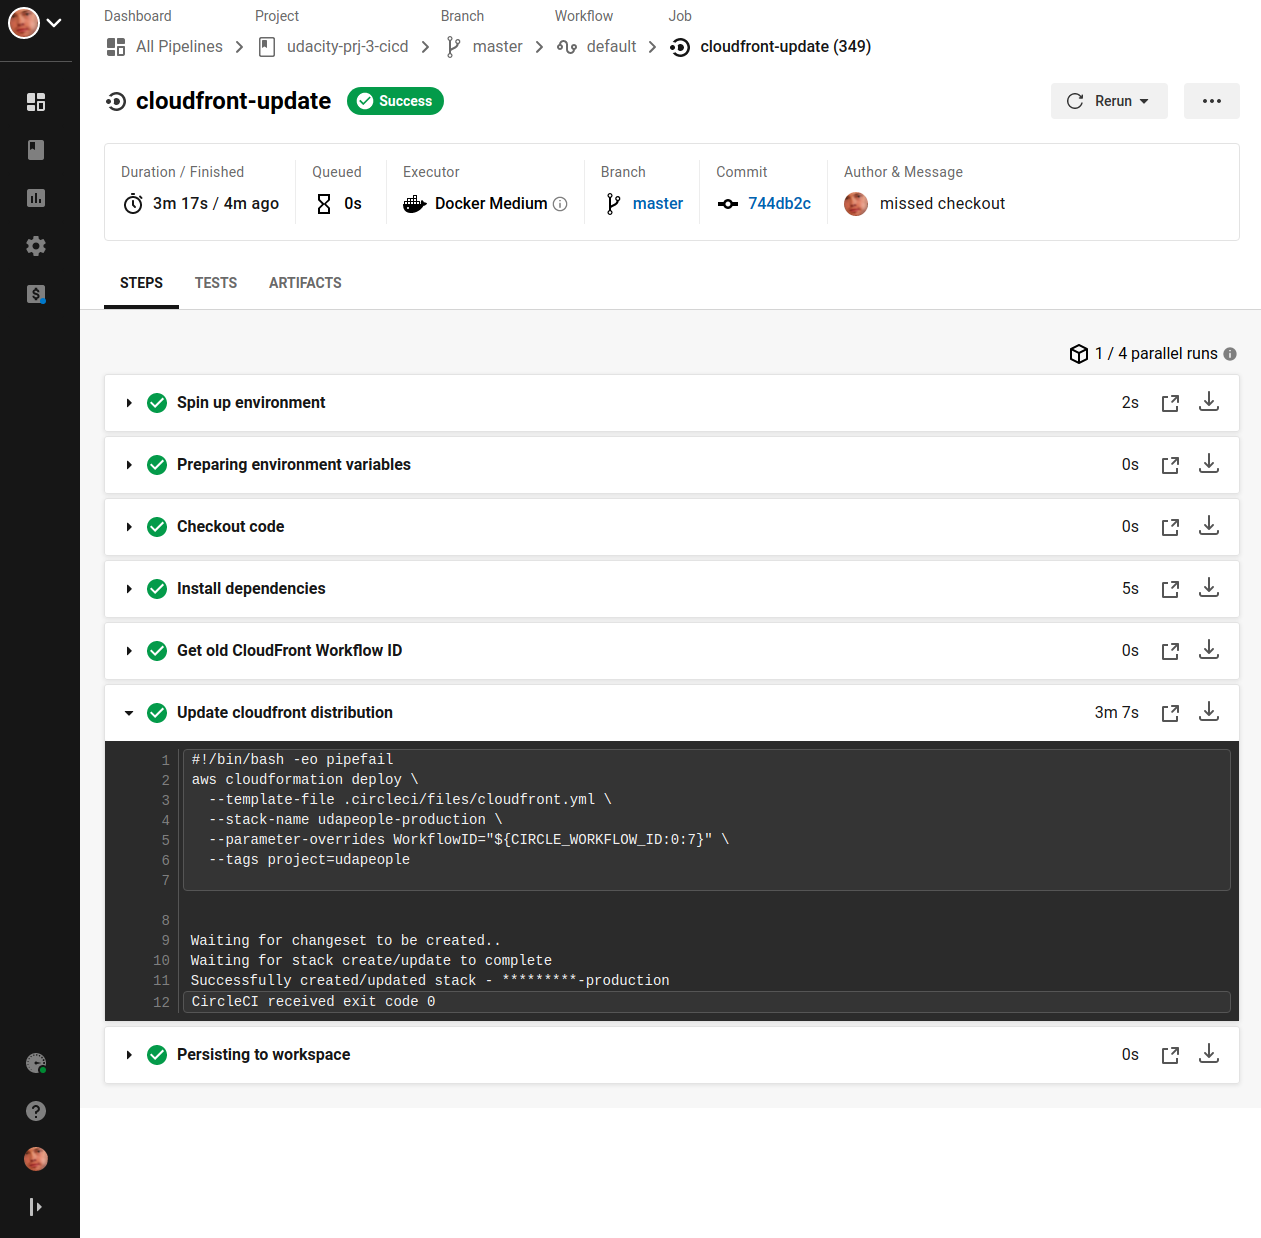 Dashboard Project Branch Workflow Job
All Pipelines udacity-prj-3-cicd master default cloudfront-update (349)
cloudfront-update Success Rerun
Duration / Finished Queued Executor Branch Commit Author & Message
3m 17s / 4m ago 0s Docker Medium master 744db2c missed checkout
STEPS TESTS ARTIFACTS
1 / 4 parallel runs
Spin up environment 2s
Preparing environment variables 0s
Checkout code 0s
Install dependencies 5s
Get old CloudFront Workflow ID 0s
Update cloudfront distribution 3m 7s
1 #!/bin/bash -eo pipefail
2 aws cloudformation deploy \
3 --template-file .circleci/files/cloudfront.yml \
4 --stack-name udapeople-production \
5 --parameter-overrides WorkflowID="${CIRCLE_WORKFLOW_ID:0:7}" \
6 --tags project=udapeople
7
8
9 Waiting for changeset to be created..
10 Waiting for stack create/update to complete
11 Successfully created/updated stack - *********-production
12 CircleCI received exit code 0
Persisting to workspace 0s